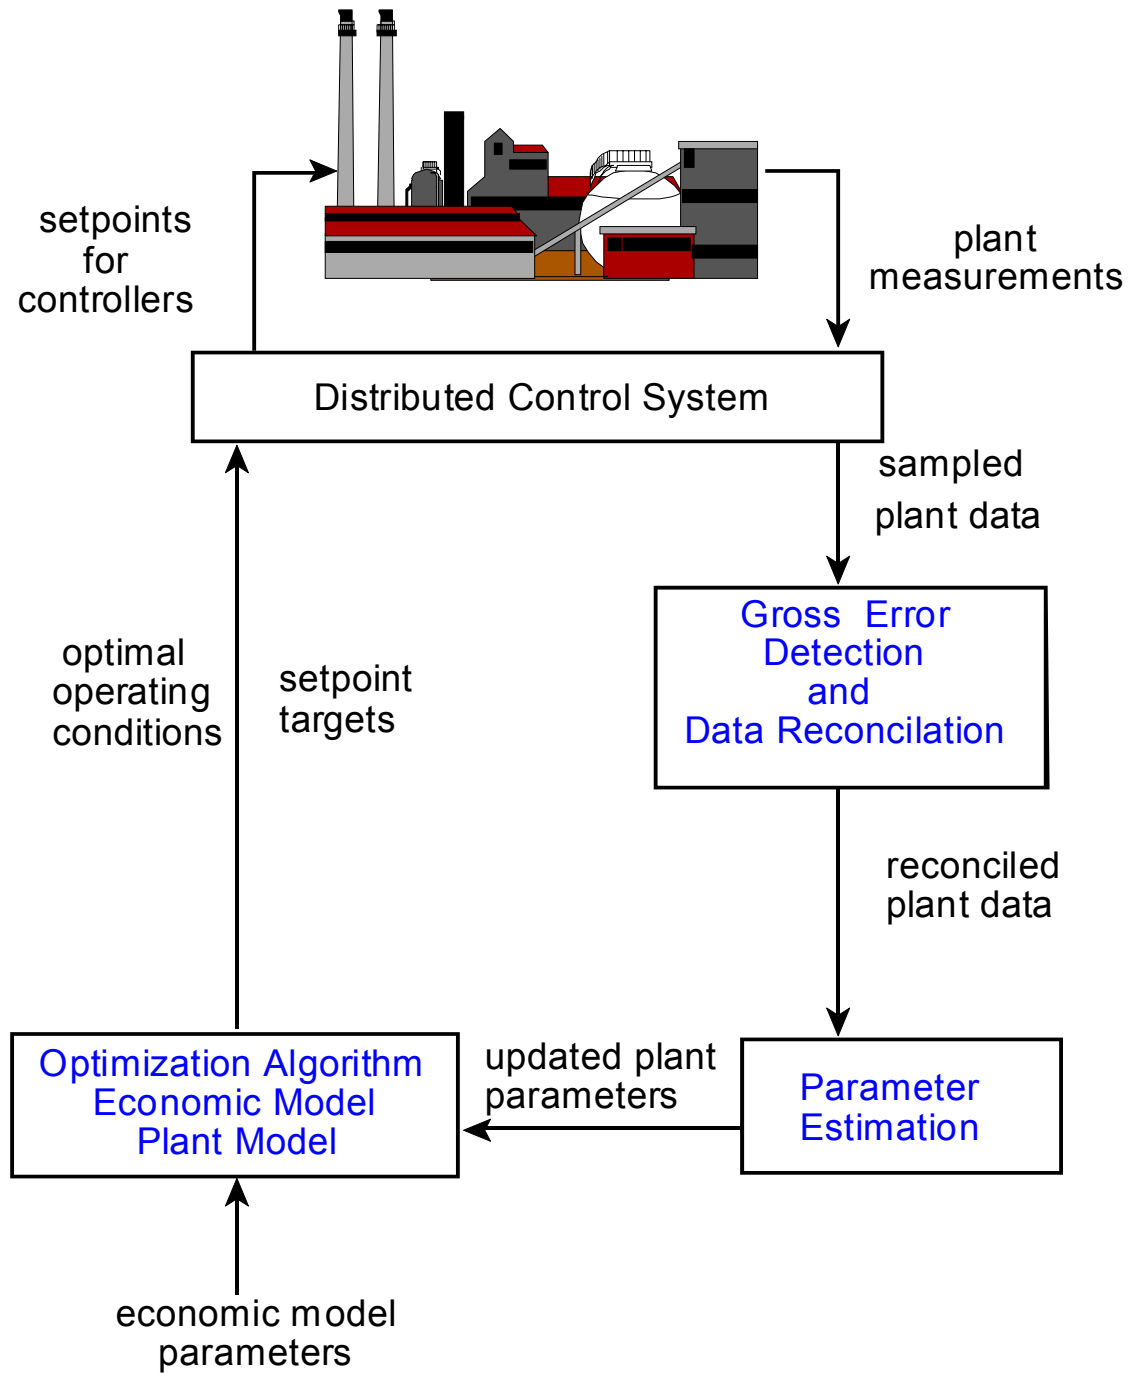 setpoints
for
controllers
plant
measurements
Distributed Control System
sampled
plant data
Gross Error
Detection
and
Data Reconcilation
optimal
operating
conditions
setpoint
targets
reconciled
plant data
Optimization Algorithm
Economic Model
Plant Model
updated plant
parameters
Parameter
Estimation
economic model
parameters